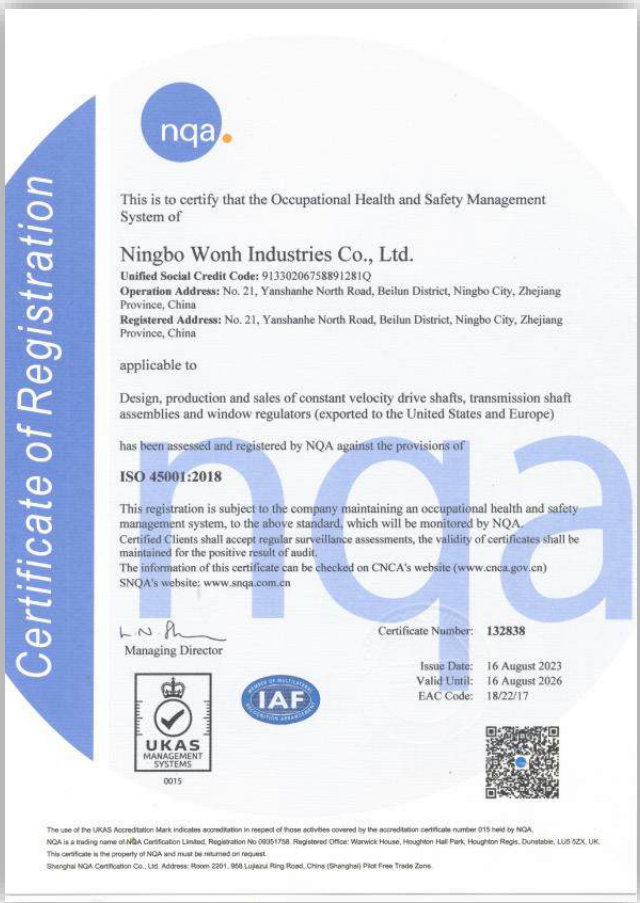 Certificate of Registration
nqa.
This is to certify that the Occupational Health and Safety Management
System of
Ningbo Wonh Industries Co., Ltd.
Unified Social Credit Code: 91330206758891281Q
Operation Address: No. 21, Yanshanhe North Road, Beilun District, Ningbo City, Zhejiang
Province, China
Registered Address: No. 21, Yanshanhe North Road, Beilun District, Ningbo City, Zhejiang
Province, China
applicable to
Design, production and sales of constant velocity drive shafts, transmission shaft
assemblies and window regulators (exported to the United States and Europe)
has been assessed and registered by NQA against the provisions of
ISO 45001:2018
This registration is subject to the company maintaining an occupational health and safety
management system, to the above standard, which will be monitored by NQA.
Certified Clients shall accept regular surveillance assessments, the validity of certificates shall be
maintained for the positive result of audit.
The information of this certificate can be checked on CNCA's website (www.cnca.gov.cn)
SNQA's website: www.snqa.com.cn
nqa
Managing Director
Certificate Number: 132838
Issue Date: 16 August 2023
Valid Until: 16 August 2026
EAC Code: 18/22/17
UKAS
MANAGEMENT
SYSTEMS
0015
MEMBER OF MULTILATERAL
IAF
RECOGNITION ARRANGEMENT
The use of the UKAS Accreditation Mark indicates accreditation in respect of those activities covered by the accreditation certificate number 015 held by NQA.
NQA is a trading name of NQA Certification Limited, Registration No 09351758. Registered Office: Warwick House, Houghton Hall Park, Houghton Regis, Dunstable, LU5 5ZX, UK.
This certificate is the property of NQA and must be returned on request.
Shanghai NQA Certification Co., Ltd. Address: Room 2201, 958 Lujiazui Ring Road, China (Shanghai) Pilot Free Trade Zone.